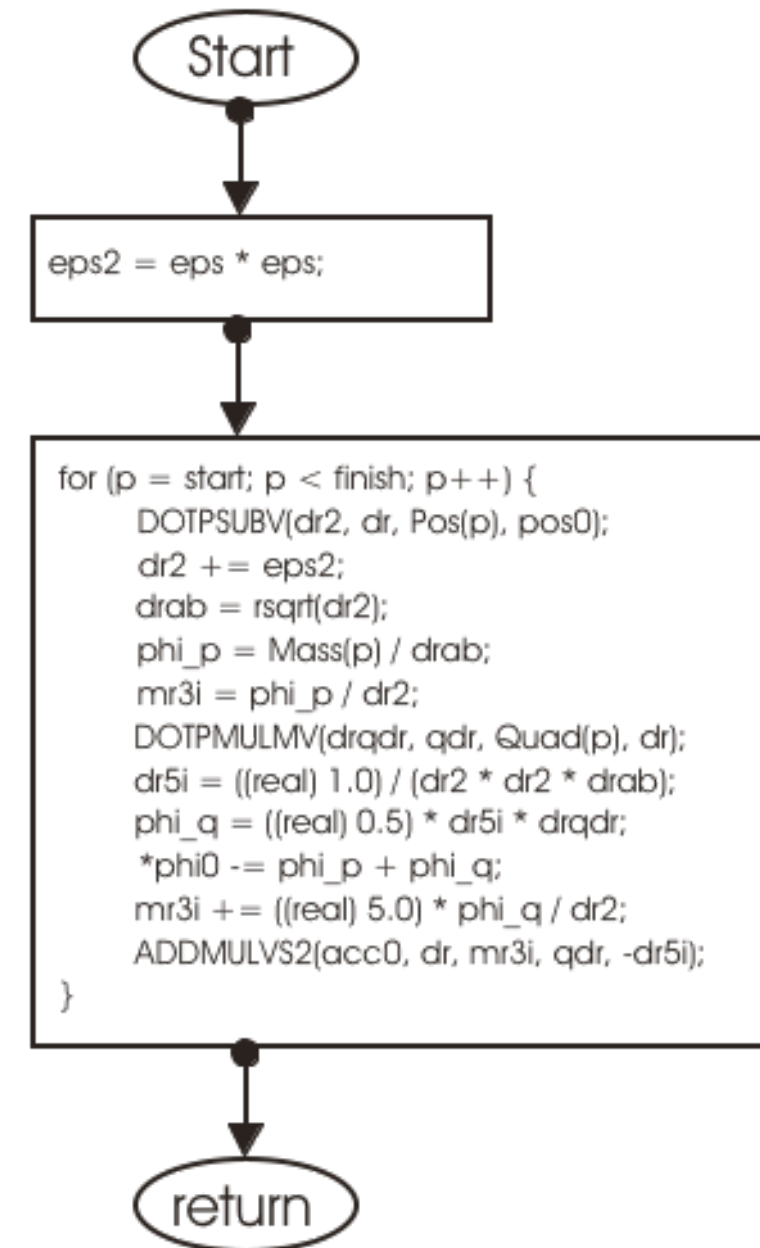 Start
eps2 = eps * eps;
for (p = start; p < finish; p++) {
DOTPSUBV(dr2, dr, Pos(p), pos0);
dr2 += eps2;
drab = rsqrt(dr2);
phi_p = Mass(p) / drab;
mr3i = phi_p / dr2;
DOTPMULMV(drqdr, qdr, Quad(p), dr);
dr5i = ((real) 1.0) / (dr2 * dr2 * drab);
phi_q = ((real) 0.5) * dr5i * drqdr;
*phi0 -= phi_p + phi_q;
mr3i += ((real) 5.0) * phi_q / dr2;
ADDMULVS2(acc0, dr, mr3i, qdr, -dr5i);
}
return